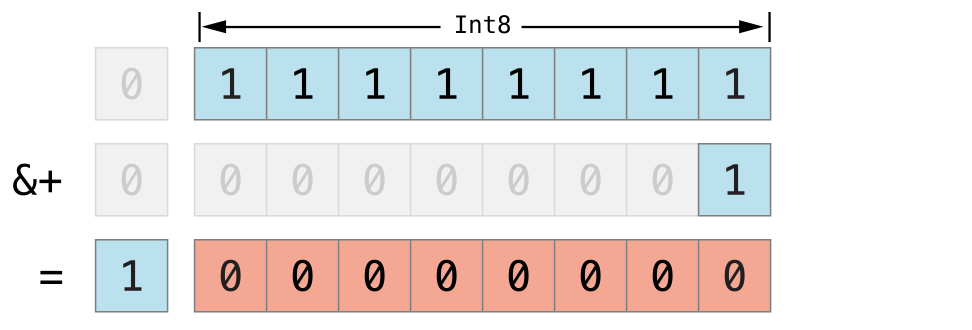 Int8
0 1 1 1 1 1 1 1 1
&+ 0 0 0 0 0 0 0 0 1
= 1 0 0 0 0 0 0 0 0